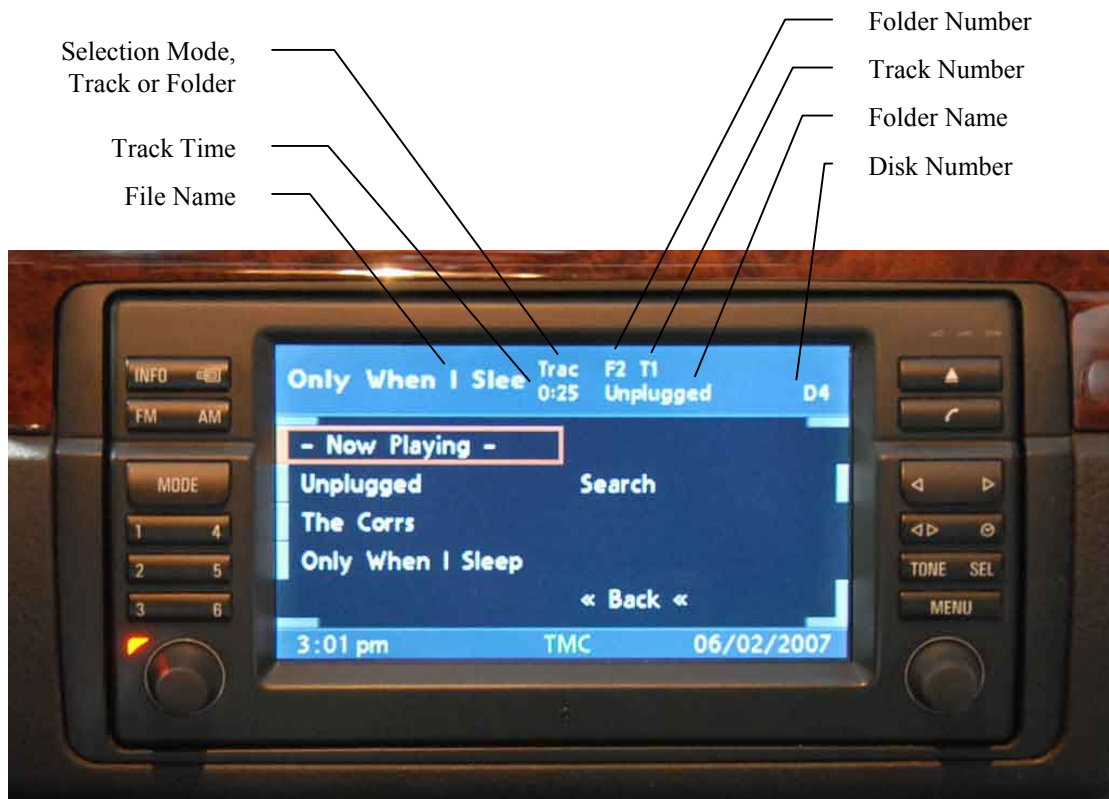 Folder Number
Selection Mode,
Track or Folder
Track Number
Folder Name
Track Time
Disk Number
File Name
INFO
FM AM
MODE
1 4
2 5
3 6
Only When I Slee
Trac F2 T1
0:25 Unplugged D4
- Now Playing -
Unplugged Search
The Corrs
Only When I Sleep
« Back «
3:01 pm TMC 06/02/2007
TONE SEL
MENU